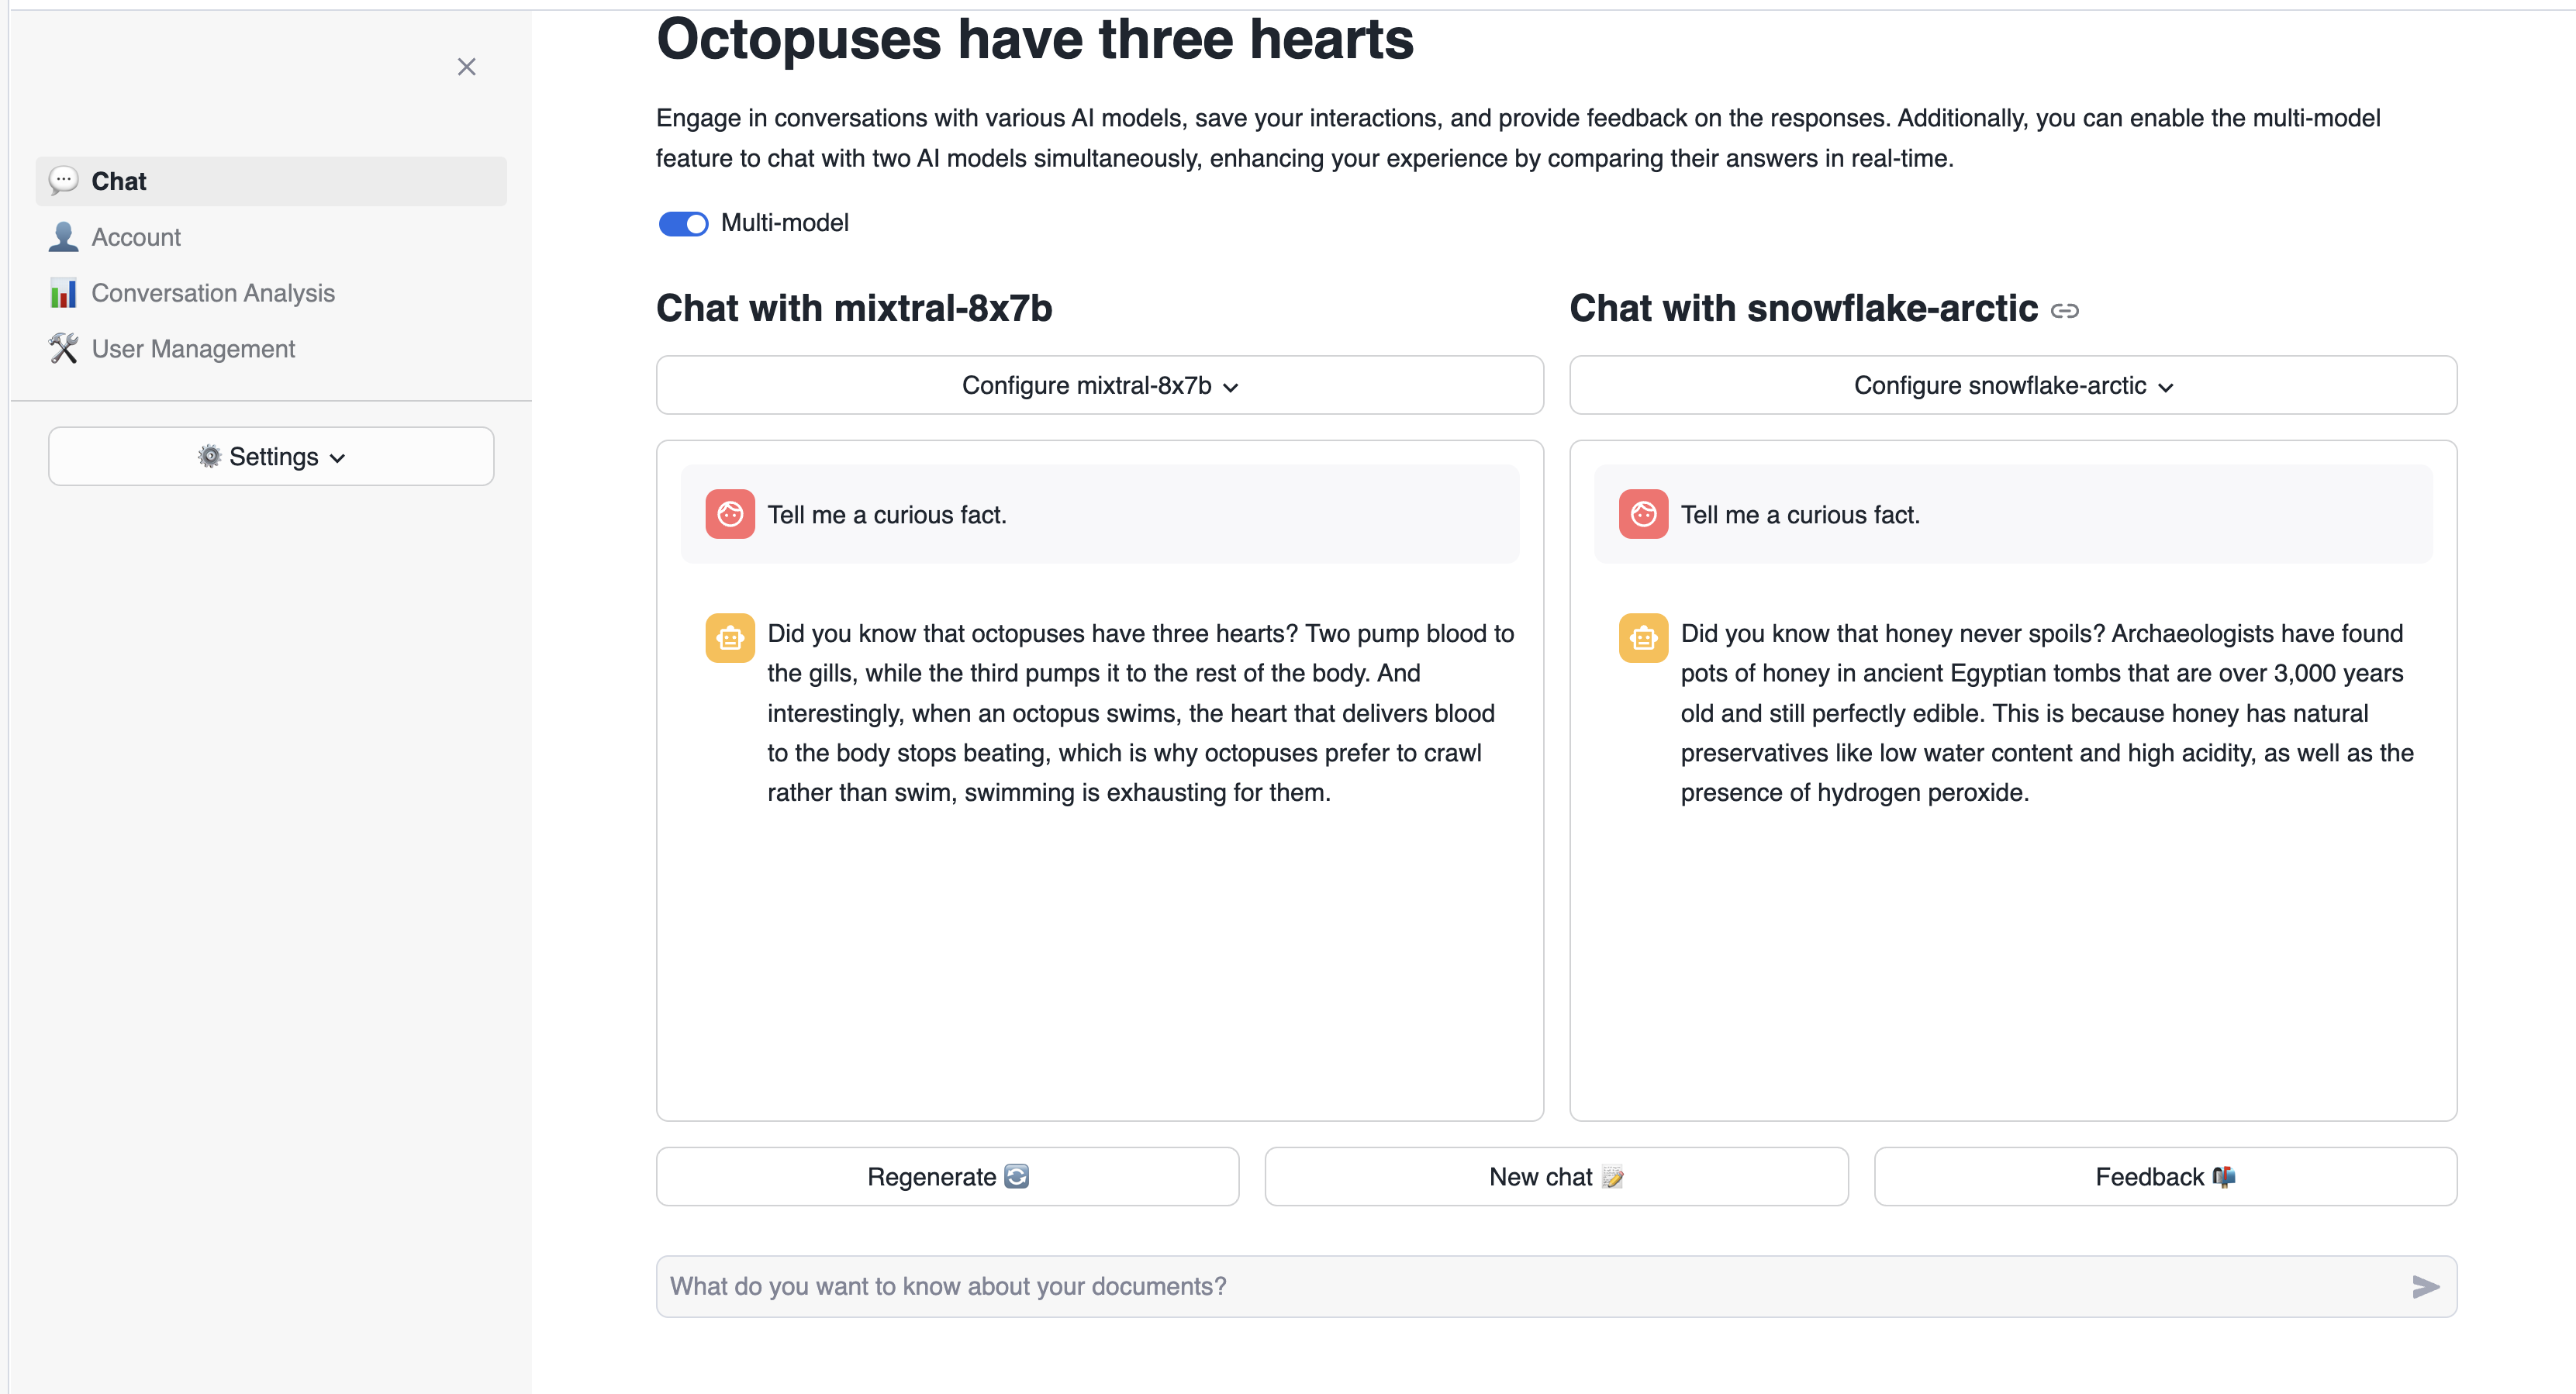 Chat
Account
Conversation Analysis
User Management
Settings
Octopuses have three hearts
Engage in conversations with various AI models, save your interactions, and provide feedback on the responses. Additionally, you can enable the multi-model
feature to chat with two AI models simultaneously, enhancing your experience by comparing their answers in real-time.
Multi-model
Chat with mixtral-8x7b
Configure mixtral-8x7b
Tell me a curious fact.
Did you know that octopuses have three hearts? Two pump blood to
the gills, while the third pumps it to the rest of the body. And
interestingly, when an octopus swims, the heart that delivers blood
to the body stops beating, which is why octopuses prefer to crawl
rather than swim, swimming is exhausting for them.
Chat with snowflake-arctic
Configure snowflake-arctic
Tell me a curious fact.
Did you know that honey never spoils? Archaeologists have found
pots of honey in ancient Egyptian tombs that are over 3,000 years
old and still perfectly edible. This is because honey has natural
preservatives like low water content and high acidity, as well as the
presence of hydrogen peroxide.
Regenerate
New chat
Feedback
What do you want to know about your documents?